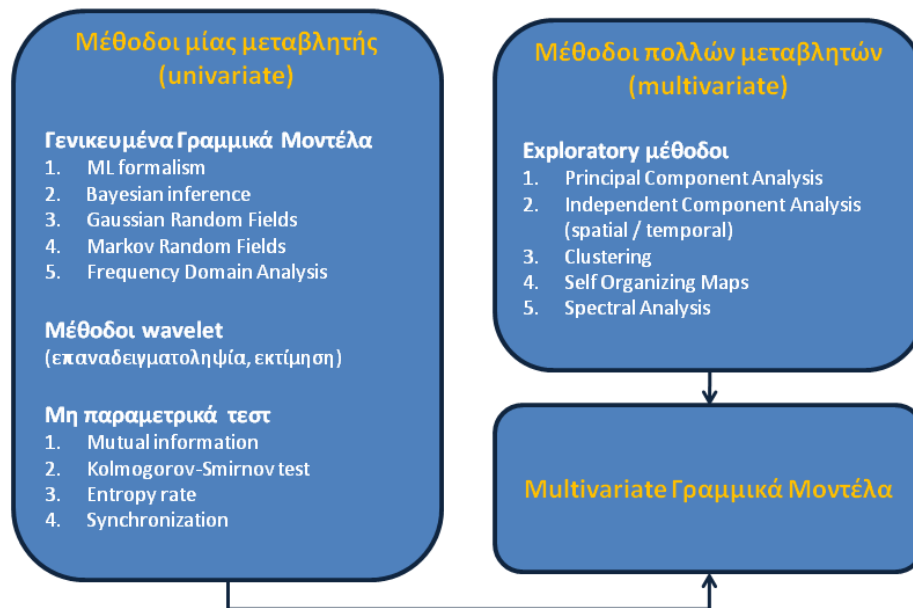 Μέθοδοι μίας μεταβλητής
(univariate)
Γενικευμένα Γραμμικά Μοντέλα
1. ML formalism
2. Bayesian inference
3. Gaussian Random Fields
4. Markov Random Fields
5. Frequency Domain Analysis
Μέθοδοι wavelet
(επαναδειγματοληψία, εκτίμηση)
Μη παραμετρικά τεστ
1. Mutual information
2. Kolmogorov-Smirnov test
3. Entropy rate
4. Synchronization
Μέθοδοι πολλών μεταβλητών
(multivariate)
Exploratory μέθοδοι
1. Principal Component Analysis
2. Independent Component Analysis
(spatial / temporal)
3. Clustering
4. Self Organizing Maps
5. Spectral Analysis
Multivariate Γραμμικά Μοντέλα